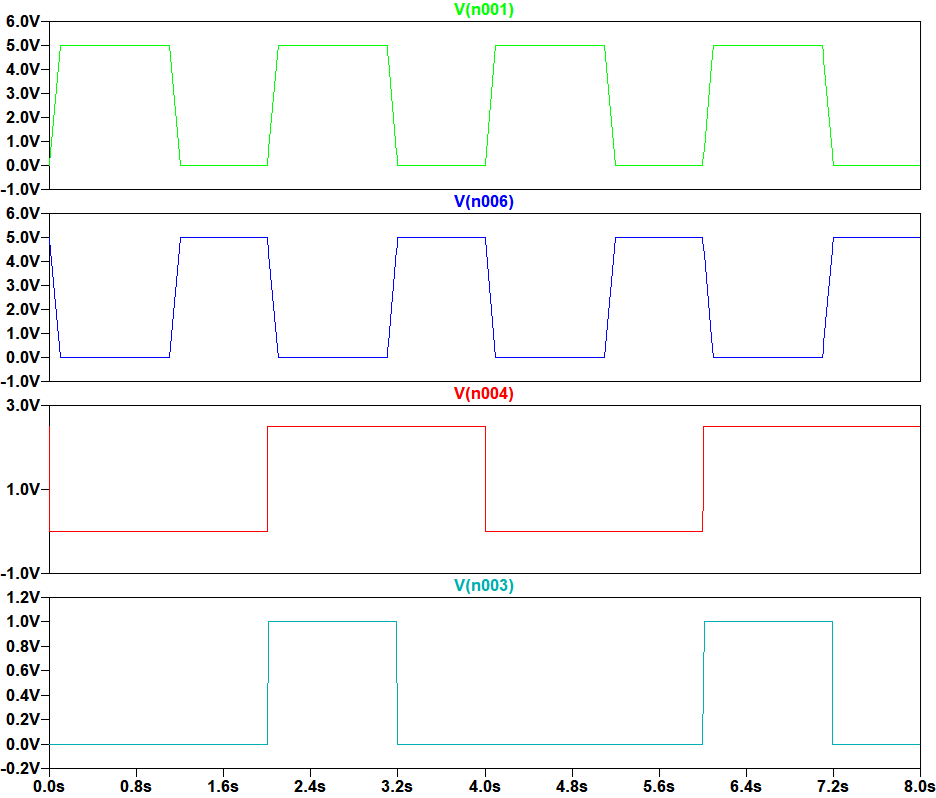 V(n001)
6.0V
5.0V
4.0V
3.0V
2.0V
1.0V
0.0V
-1.0V
V(n006)
6.0V
5.0V
4.0V
3.0V
2.0V
1.0V
0.0V
-1.0V
V(n004)
3.0V
1.0V
-1.0V
V(n003)
1.2V
1.0V
0.8V
0.6V
0.4V
0.2V
0.0V
-0.2V
0.0s 0.8s 1.6s 2.4s 3.2s 4.0s 4.8s 5.6s 6.4s 7.2s 8.0s